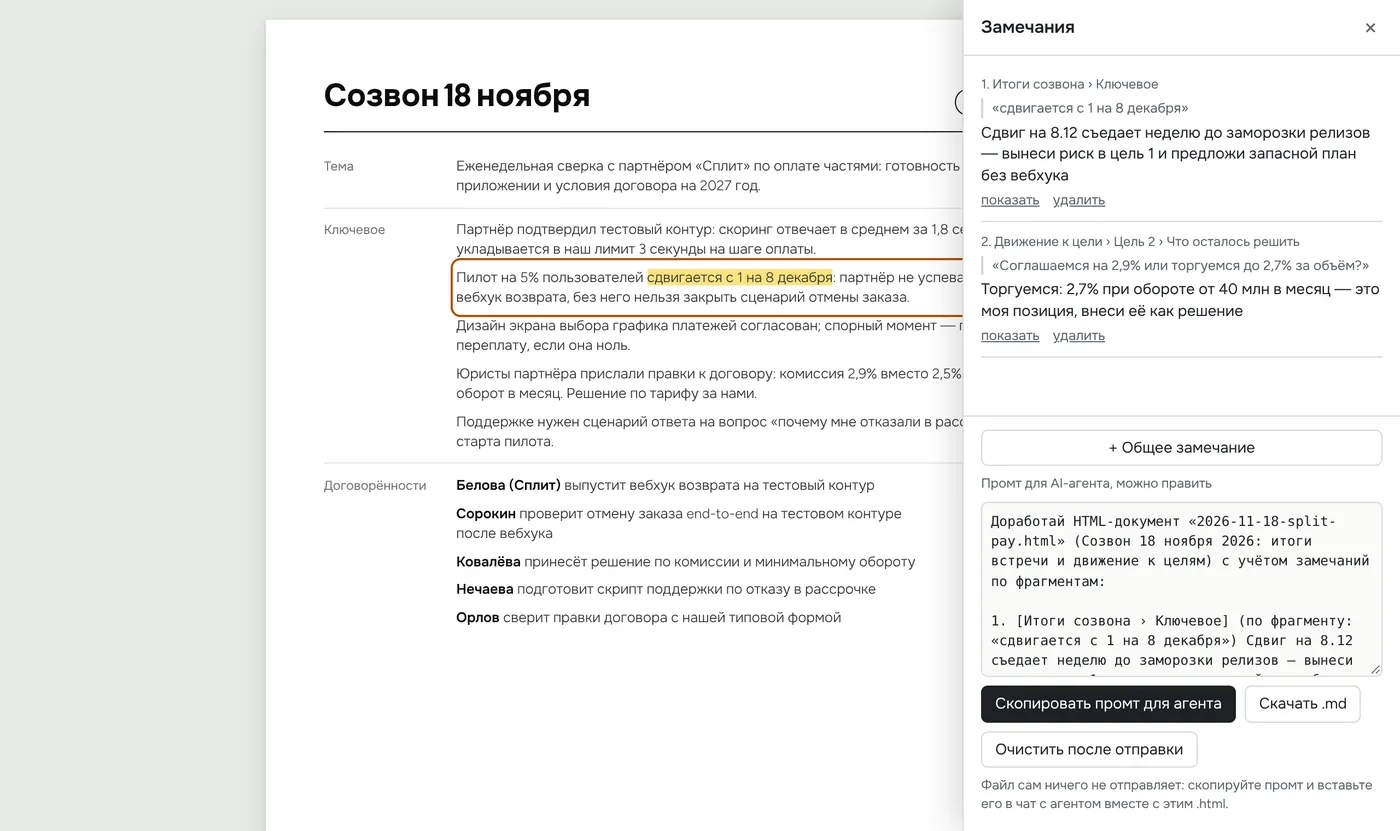 Созвон 18 ноября
Тема
Еженедельная сверка с партнёром «Сплит» по оплате частями: готовность
приложении и условия договора на 2027 год.
Ключевое
Партнёр подтвердил тестовый контур: скоринг отвечает в среднем за 1,8
укладывается в наш лимит 3 секунды на шаге оплаты.
Пилот на 5% пользователей сдвигается с 1 на 8 декабря: партнёр не
вебхук возврата, без него нельзя закрыть сценарий отмены заказа.
Дизайн экрана выбора графика платежей согласован; спорный момент —
переплату, если она ноль.
Юристы партнёра прислали правки к договору: комиссия 2,9% вместо 2,5%
оборот в месяц. Решение по тарифу за нами.
Поддержке нужен сценарий ответа на вопрос «почему мне отказали в
старта пилота.
Договорённости
Белова (Сплит) выпустит вебхук возврата на тестовый контур
Сорокин проверит отмену заказа end-to-end на тестовом контуре
после вебхука
Ковалёва принесёт решение по комиссии и минимальному обороту
Нечаева подготовит скрипт поддержки по отказу в рассрочке
Орлов сверит правки договора с нашей типовой формой
Замечания
×
1. Итоги созвона › Ключевое
«сдвигается с 1 на 8 декабря»
Сдвиг на 8.12 съедает неделю до заморозки релизов
— вынеси риск в цель 1 и предложи запасной план
без вебхука
показать удалить
2. Движение к цели › Цель 2 › Что осталось решить
«Соглашаемся на 2,9% или торгуемся до 2,7% за объём?»
Торгуемся: 2,7% при обороте от 40 млн в месяц — это
моя позиция, внеси её как решение
показать удалить
+ Общее замечание
Промт для AI-агента, можно править
Доработай HTML-документ «2026-11-18-split-
pay.html» (Созвон 18 ноября 2026: итоги
встречи и движение к целям) с учётом замечаний
по фрагментам:
1. [Итоги созвона › Ключевое] (по фрагменту:
«сдвигается с 1 на 8 декабря») Сдвиг на 8.12
съедает неделю до заморозки релизов — вынеси
Скопировать промт для агента
Скачать .md
Очистить после отправки
Файл сам ничего не отправляет: скопируйте промт и вставьте
его в чат с агентом вместе с этим .html.